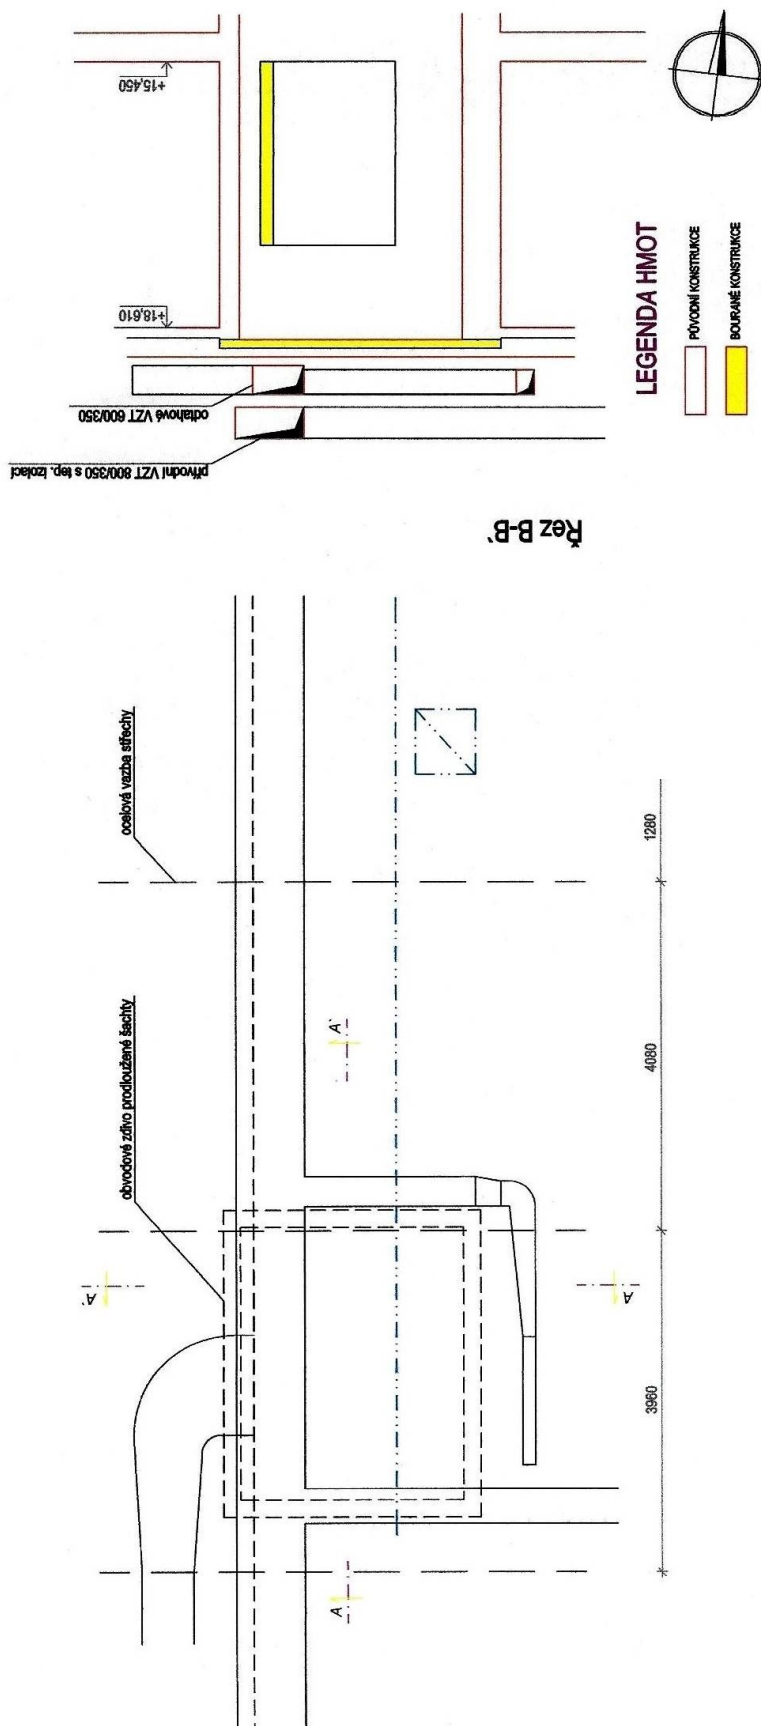 +15,450
+18,610
odtahové VZT 600/350
přívodní VZT 800/350 s tep. izolací
LEGENDA HMOT
PŮVODNÍ KONSTRUKCE
BOURANÉ KONSTRUKCE
Řez B-B`
ocelová vazba střechy
obvodové zdivo prodloužené šachty
A`
A`
A
A
1280
4080
3960